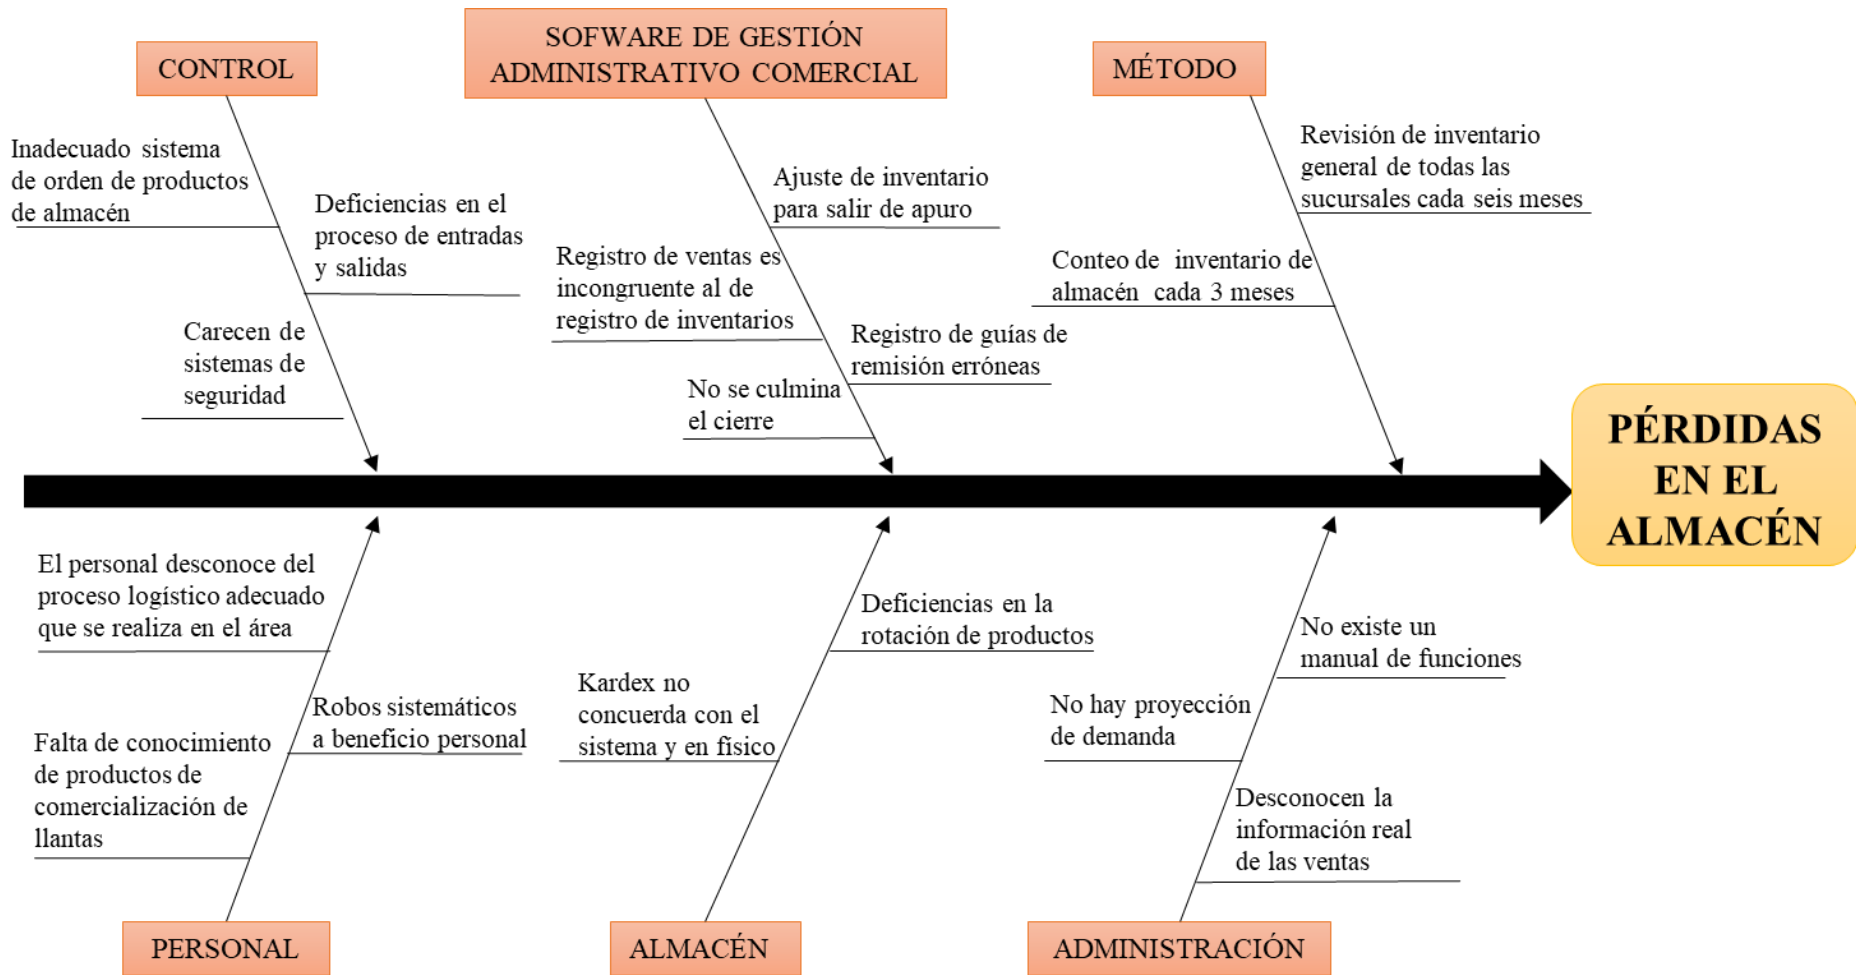 CONTROL
SOFWARE DE GESTIÓN
ADMINISTRATIVO COMERCIAL
MÉTODO
Inadecuado sistema
de orden de productos
de almacén
Deficiencias en el
proceso de entradas
y salidas
Carecen de
sistemas de
seguridad
Ajuste de inventario
para salir de apuro
Registro de ventas es
incongruente al de
registro de inventarios
Registro de guías de
remisión erróneas
No se culmina
el cierre
Revisión de inventario
general de todas las
sucursales cada seis meses
Conteo de inventario de
almacén cada 3 meses
PÉRDIDAS
EN EL
ALMACÉN
El personal desconoce del
proceso logístico adecuado
que se realiza en el área
Robos sistemáticos
a beneficio personal
Falta de conocimiento
de productos de
comercialización de
llantas
Deficiencias en la
rotación de productos
Kardex no
concuerda con el
sistema y en físico
No existe un
manual de funciones
No hay proyección
de demanda
Desconocen la
información real
de las ventas
PERSONAL
ALMACÉN
ADMINISTRACIÓN